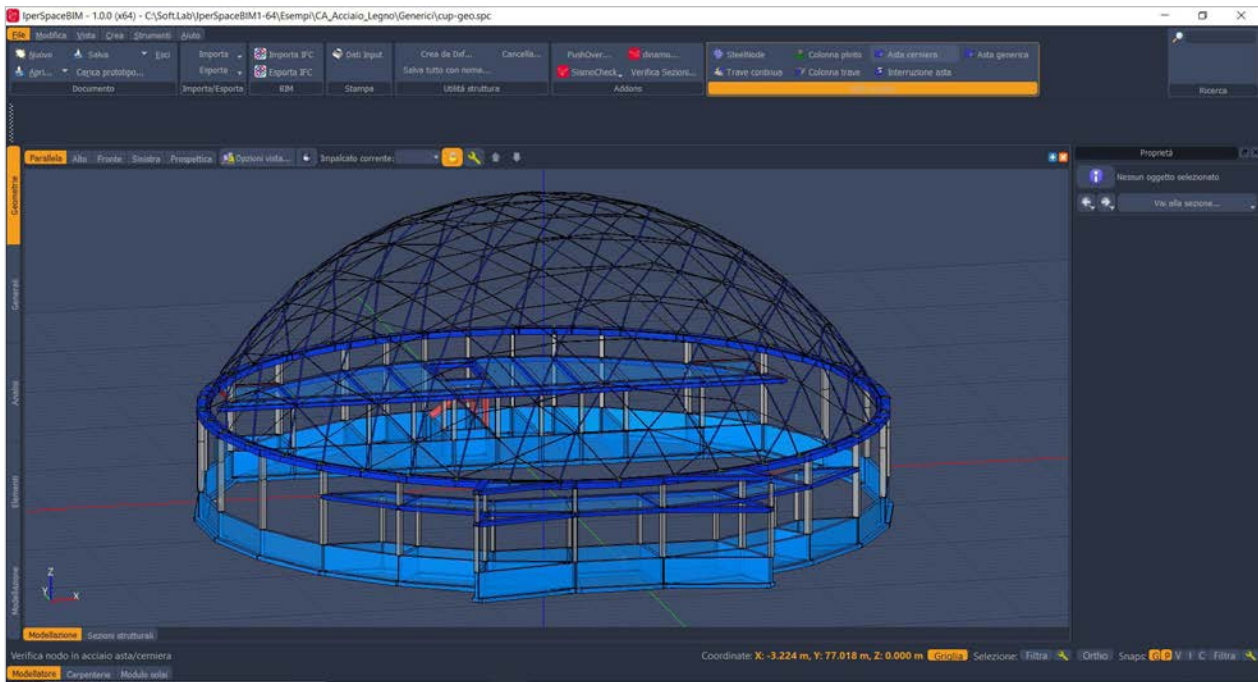 IperSpaceBIM - 1.0.0 (x64) - C:\Soft.Lab\IperSpaceBIM1-64\Esempi\CA_Acciaio_Legno\Generici\cup-geo.spc
File Modifica Vista Crea Strumenti Aiuto
Nuovo Salva Esci Importa Importa IFC Dati Input Crea da Dxf... Cancella... PushOver... dinamo... SteelNode Colonna plinto Asta cerniera Asta generica
Apri... Carica prototipo... Esporta Esporta IFC Salva tutto con nome... SismoCheck Verifica Sezioni... Trave continua Colonna trave Interruzione asta
Documento Importa/Esporta BIM Stampa Utilità struttura Addons Ricerca
Parallela Alto Fronte Sinistra Prospettica Opzioni vista... Impalcato corrente: Proprietà
Nessun oggetto selezionato
Vai alla sezione...
Geometrie
Generali
Analisi
Elementi
Modellazione
Z
Y X
Modellazione Sezioni strutturali
Verifica nodo in acciaio asta/cerniera Coordinate: X: -3.224 m, Y: 77.018 m, Z: 0.000 m Griglia Selezione: Filtra Ortho Snaps: G P V I C Filtra
Modellatore Carpenterie Modulo solai